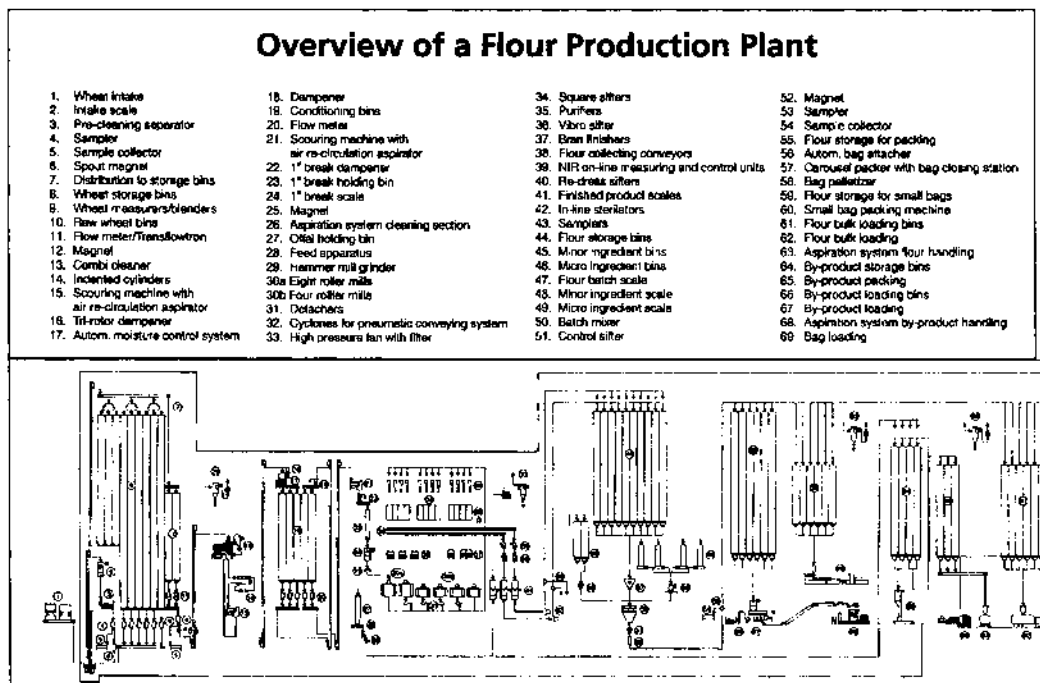 Overview of a Flour Production Plant
1. Wheat intake
2. Intake scale
3. Pre-cleaning separator
4. Sampler
5. Sample collector
6. Spout magnet
7. Distribution to storage bins
8. Wheat storage bins
9. Wheat measurers/blenders
10. Raw wheat bins
11. Flow meter/Transflowtron
12. Magnet
13. Combi cleaner
14. Indented cylinders
15. Scouring machine with
air re-circulation aspirator
16. Tri-rotor dampener
17. Autom. moisture control system
18. Dampener
19. Conditioning bins
20. Flow meter
21. Scouring machine with
air re-circulation aspirator
22. 1" break dampener
23. 1" break holding bin
24. 1" break scale
25. Magnet
26. Aspiration system cleaning section
27. Offal holding bin
28. Feed apparatus
29. Hammer mill grinder
30a Eight roller mills
30b Four roller mills
31. Detachers
32. Cyclones for pneumatic conveying system
33. High pressure fan with filter
34. Square sifters
35. Purifiers
36. Vibro sifter
37. Bran finishers
38. Flour collecting conveyors
39. NIR on-line measuring and control units
40. Re-dress sifters
41. Finished product scales
42. In-line sterilators
43. Samplers
44. Flour storage bins
45. Minor ingredient bins
46. Micro ingredient bins
47. Flour batch scale
48. Minor ingredient scale
49. Micro ingredient scale
50. Batch mixer
51. Control sifter
52. Magnet
53 Sampler
54 Sample collector
55. Flour storage for packing
56 Autom. bag attacher
57. Carousel packer with bag closing station
58. Bag palletizer
59. Flour storage for small bags
60. Small bag packing machine
61. Flour bulk loading bins
62. Flour bulk loading
63. Aspiration system flour handling
64. By-product storage bins
65. By-product packing
66 By-product loading bins
67 By-product loading
68. Aspiration system by-product handling
69 Bag loading